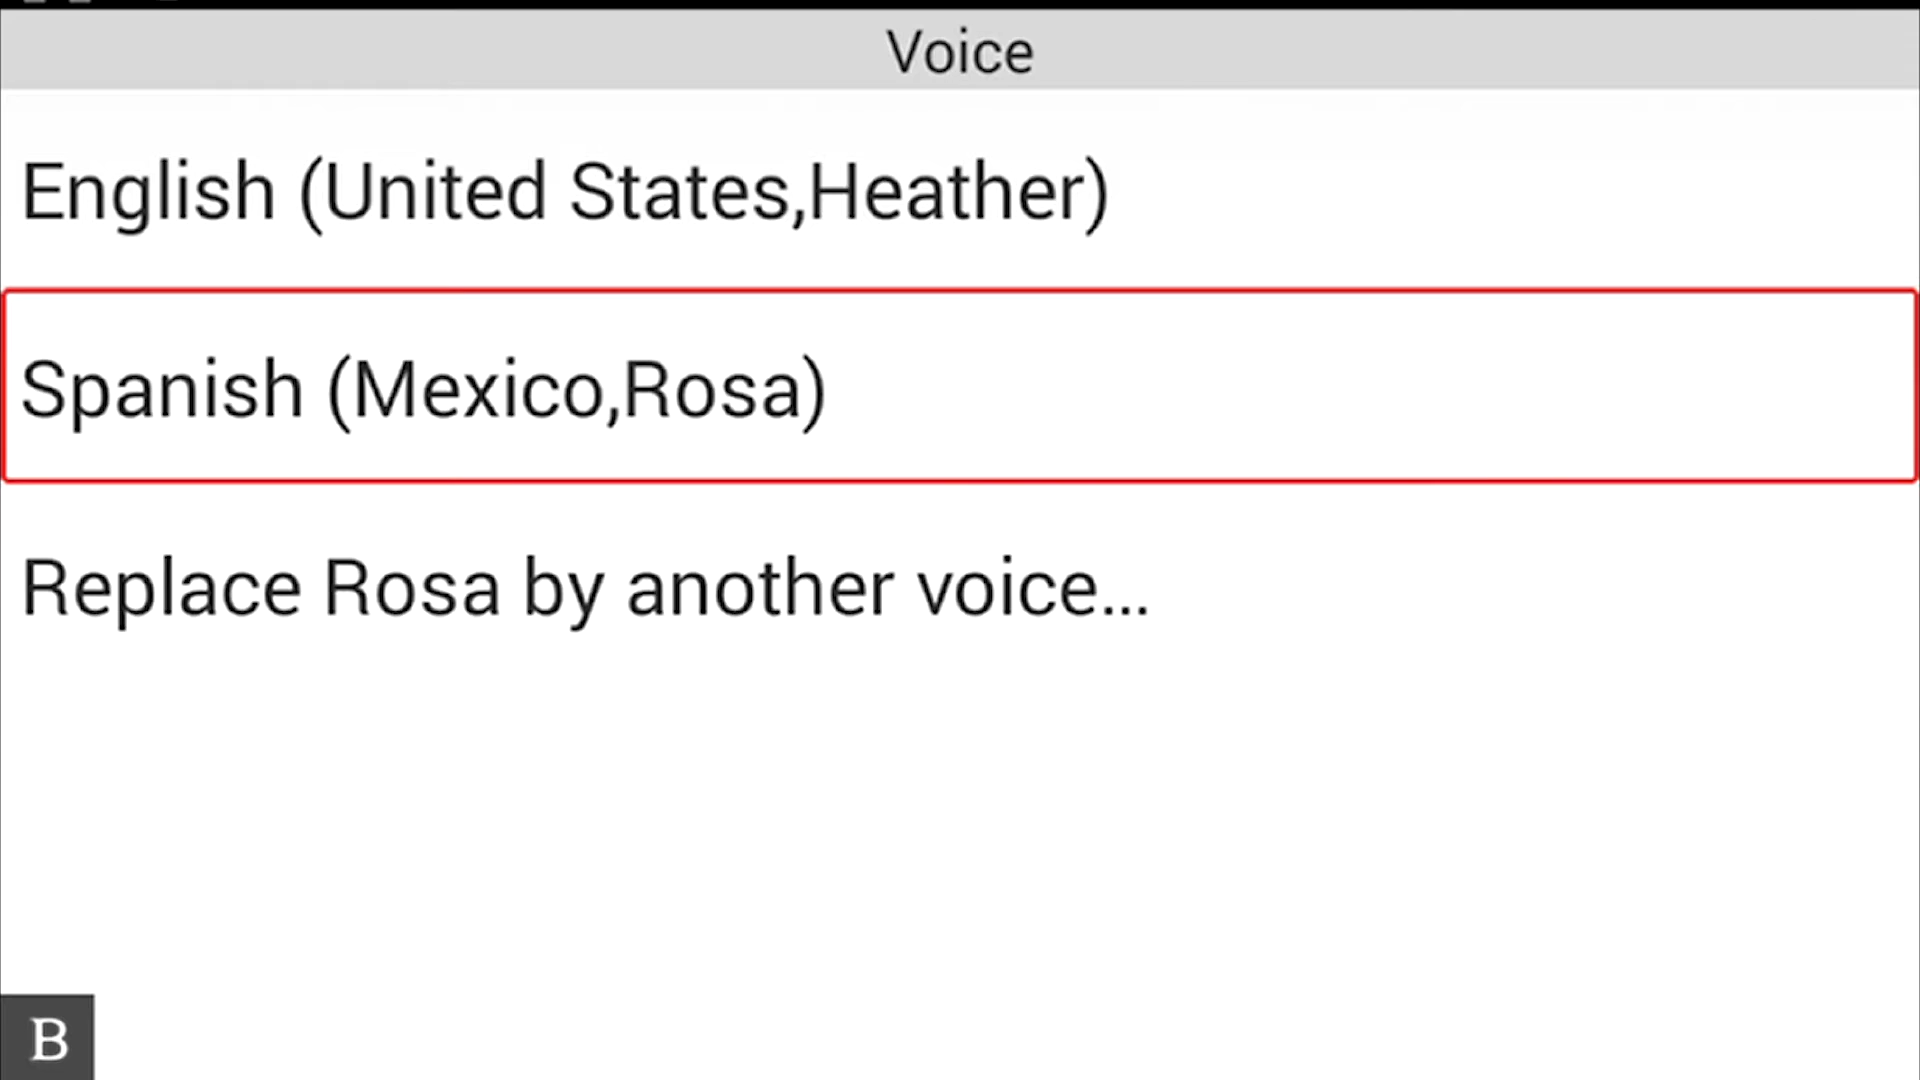 Voice
English (United States,Heather)
Spanish (Mexico,Rosa)
Replace Rosa by another voice...
B